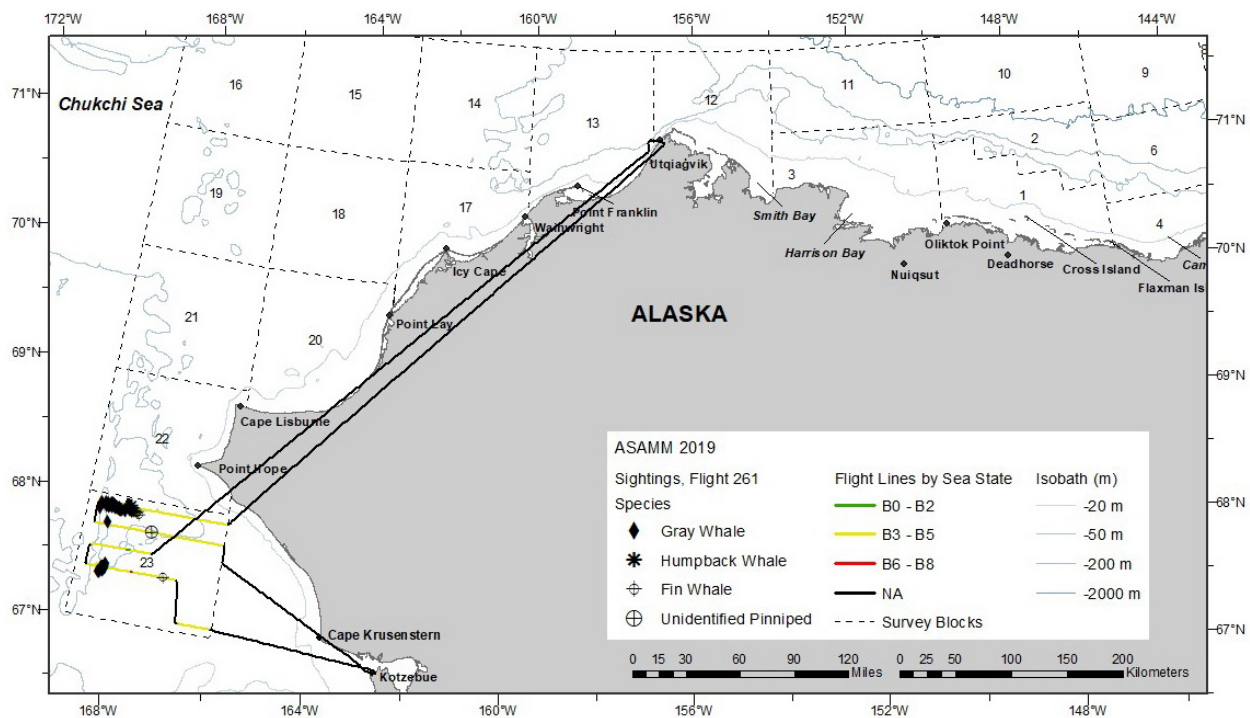 172°W 168°W 164°W 160°W 156°W 152°W 148°W 144°W
8
16
15
10
9
11
14
12
71°N
Chukchi Sea
13
71°N
2
6
Utqiaġvik
3
19
Smith Bay
1
18
17
Point Franklin
4
70°N
Wainwright
Oliktok Point
70°N
Harrison Bay
Deadhorse
Cross Island
Cam
Icy Cape
Nuiqsut
Flaxman Is
21
ALASKA
Point Lay
20
69°N
69°N
Cape Lisburne
22
Point Hope
68°N
68°N
23
67°N
67°N
Cape Krusenstern
Kotzebue
ASAMM 2019
Sightings, Flight 261
Species
Gray Whale
Humpback Whale
Fin Whale
Unidentified Pinniped
Flight Lines by Sea State
B0 - B2
B3 - B5
B6 - B8
NA
Survey Blocks
Isobath (m)
-20 m
-50 m
-200 m
-2000 m
0 15 30 60 90 120
Miles
0 25 50 100 150 200
Kilometers
168°W 164°W 160°W 156°W 152°W 148°W